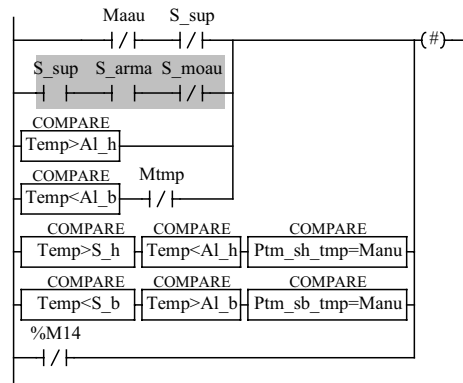 Maau S_sup
(#)
S_sup S_arma S_moau
COMPARE
Temp>Al_h
COMPARE
Temp<Al_b Mtmp
COMPARE COMPARE COMPARE
Temp>S_h Temp<Al_h Ptm_sh_tmp=Manu
COMPARE COMPARE COMPARE
Temp<S_b Temp>Al_b Ptm_sb_tmp=Manu
%M14